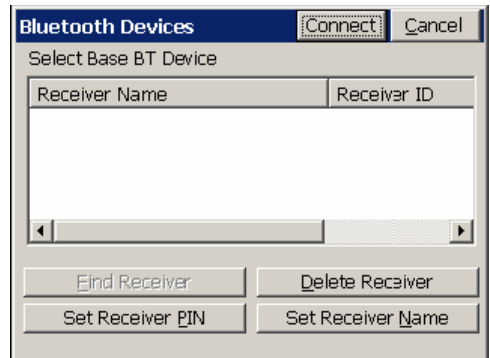 Bluetooth Devices Connect Cancel
Select Base BT Device
Receiver Name Receiver ID
Find Receiver Delete Receiver
Set Receiver PIN Set Receiver Name